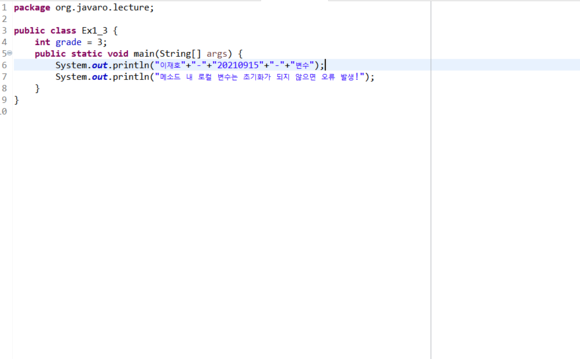 1 package org.javaro.lecture;
2
3 public class Ex1_3 {
4 int grade = 3;
5 public static void main(String[] args) {
6 System.out.println("이재호"+"-"+"20210915"+"-"+"변수");
7 System.out.println("메소드 내 로컬 변수는 초기화가 되지 않으면 오류 발생!");
8 }
9 }
10